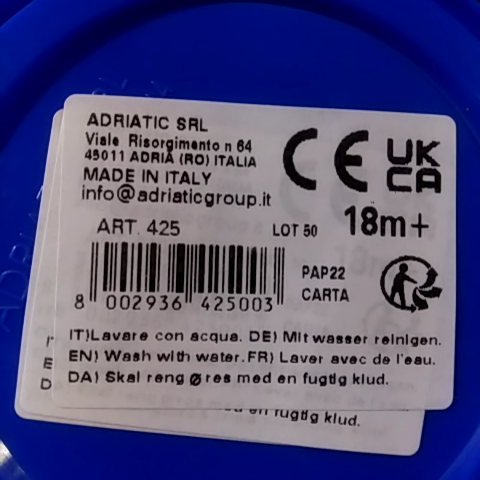 ADRIATIC SRL
Viale Risorgimento n 64
45011 ADRIA (RO) ITALIA
MADE IN ITALY
info@adriaticgroup.it
CE UK CA
18m+
ART. 425
LOT 50
8 002936 425003
PAP22
CARTA
IT)Lavare con acqua. DE) Mit wasser reinigen.
EN) Wash with water. FR) Laver avec de l'eau.
DA) Skal reng Ø res med en fugtig klud.
en fugtig klud.